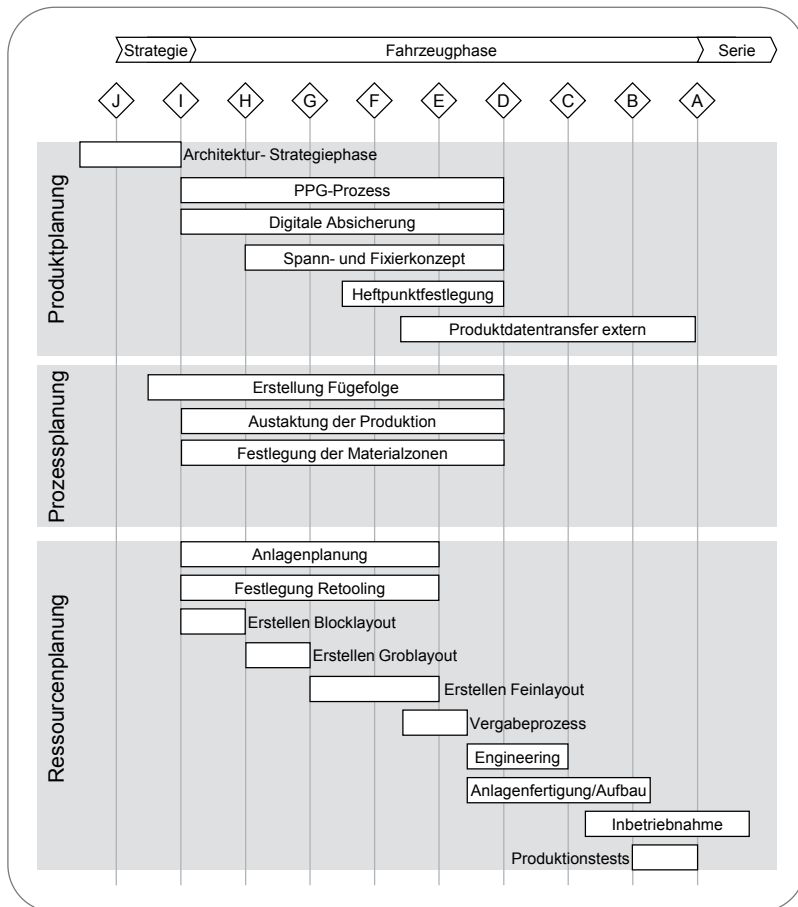 Strategie Fahrzeugphase Serie
J I H G F E D C B A
Produktplanung
Architektur- Strategiephase
PPG-Prozess
Digitale Absicherung
Spann- und Fixierkonzept
Heftpunktfestlegung
Produktdatentransfer extern
Prozessplanung
Erstellung Fügefolge
Austaktung der Produktion
Festlegung der Materialzonen
Ressourcenplanung
Anlagenplanung
Festlegung Retooling
Erstellen Blocklayout
Erstellen Groblayout
Erstellen Feinlayout
Vergabeprozess
Engineering
Anlagenfertigung/Aufbau
Inbetriebnahme
Produktionstests